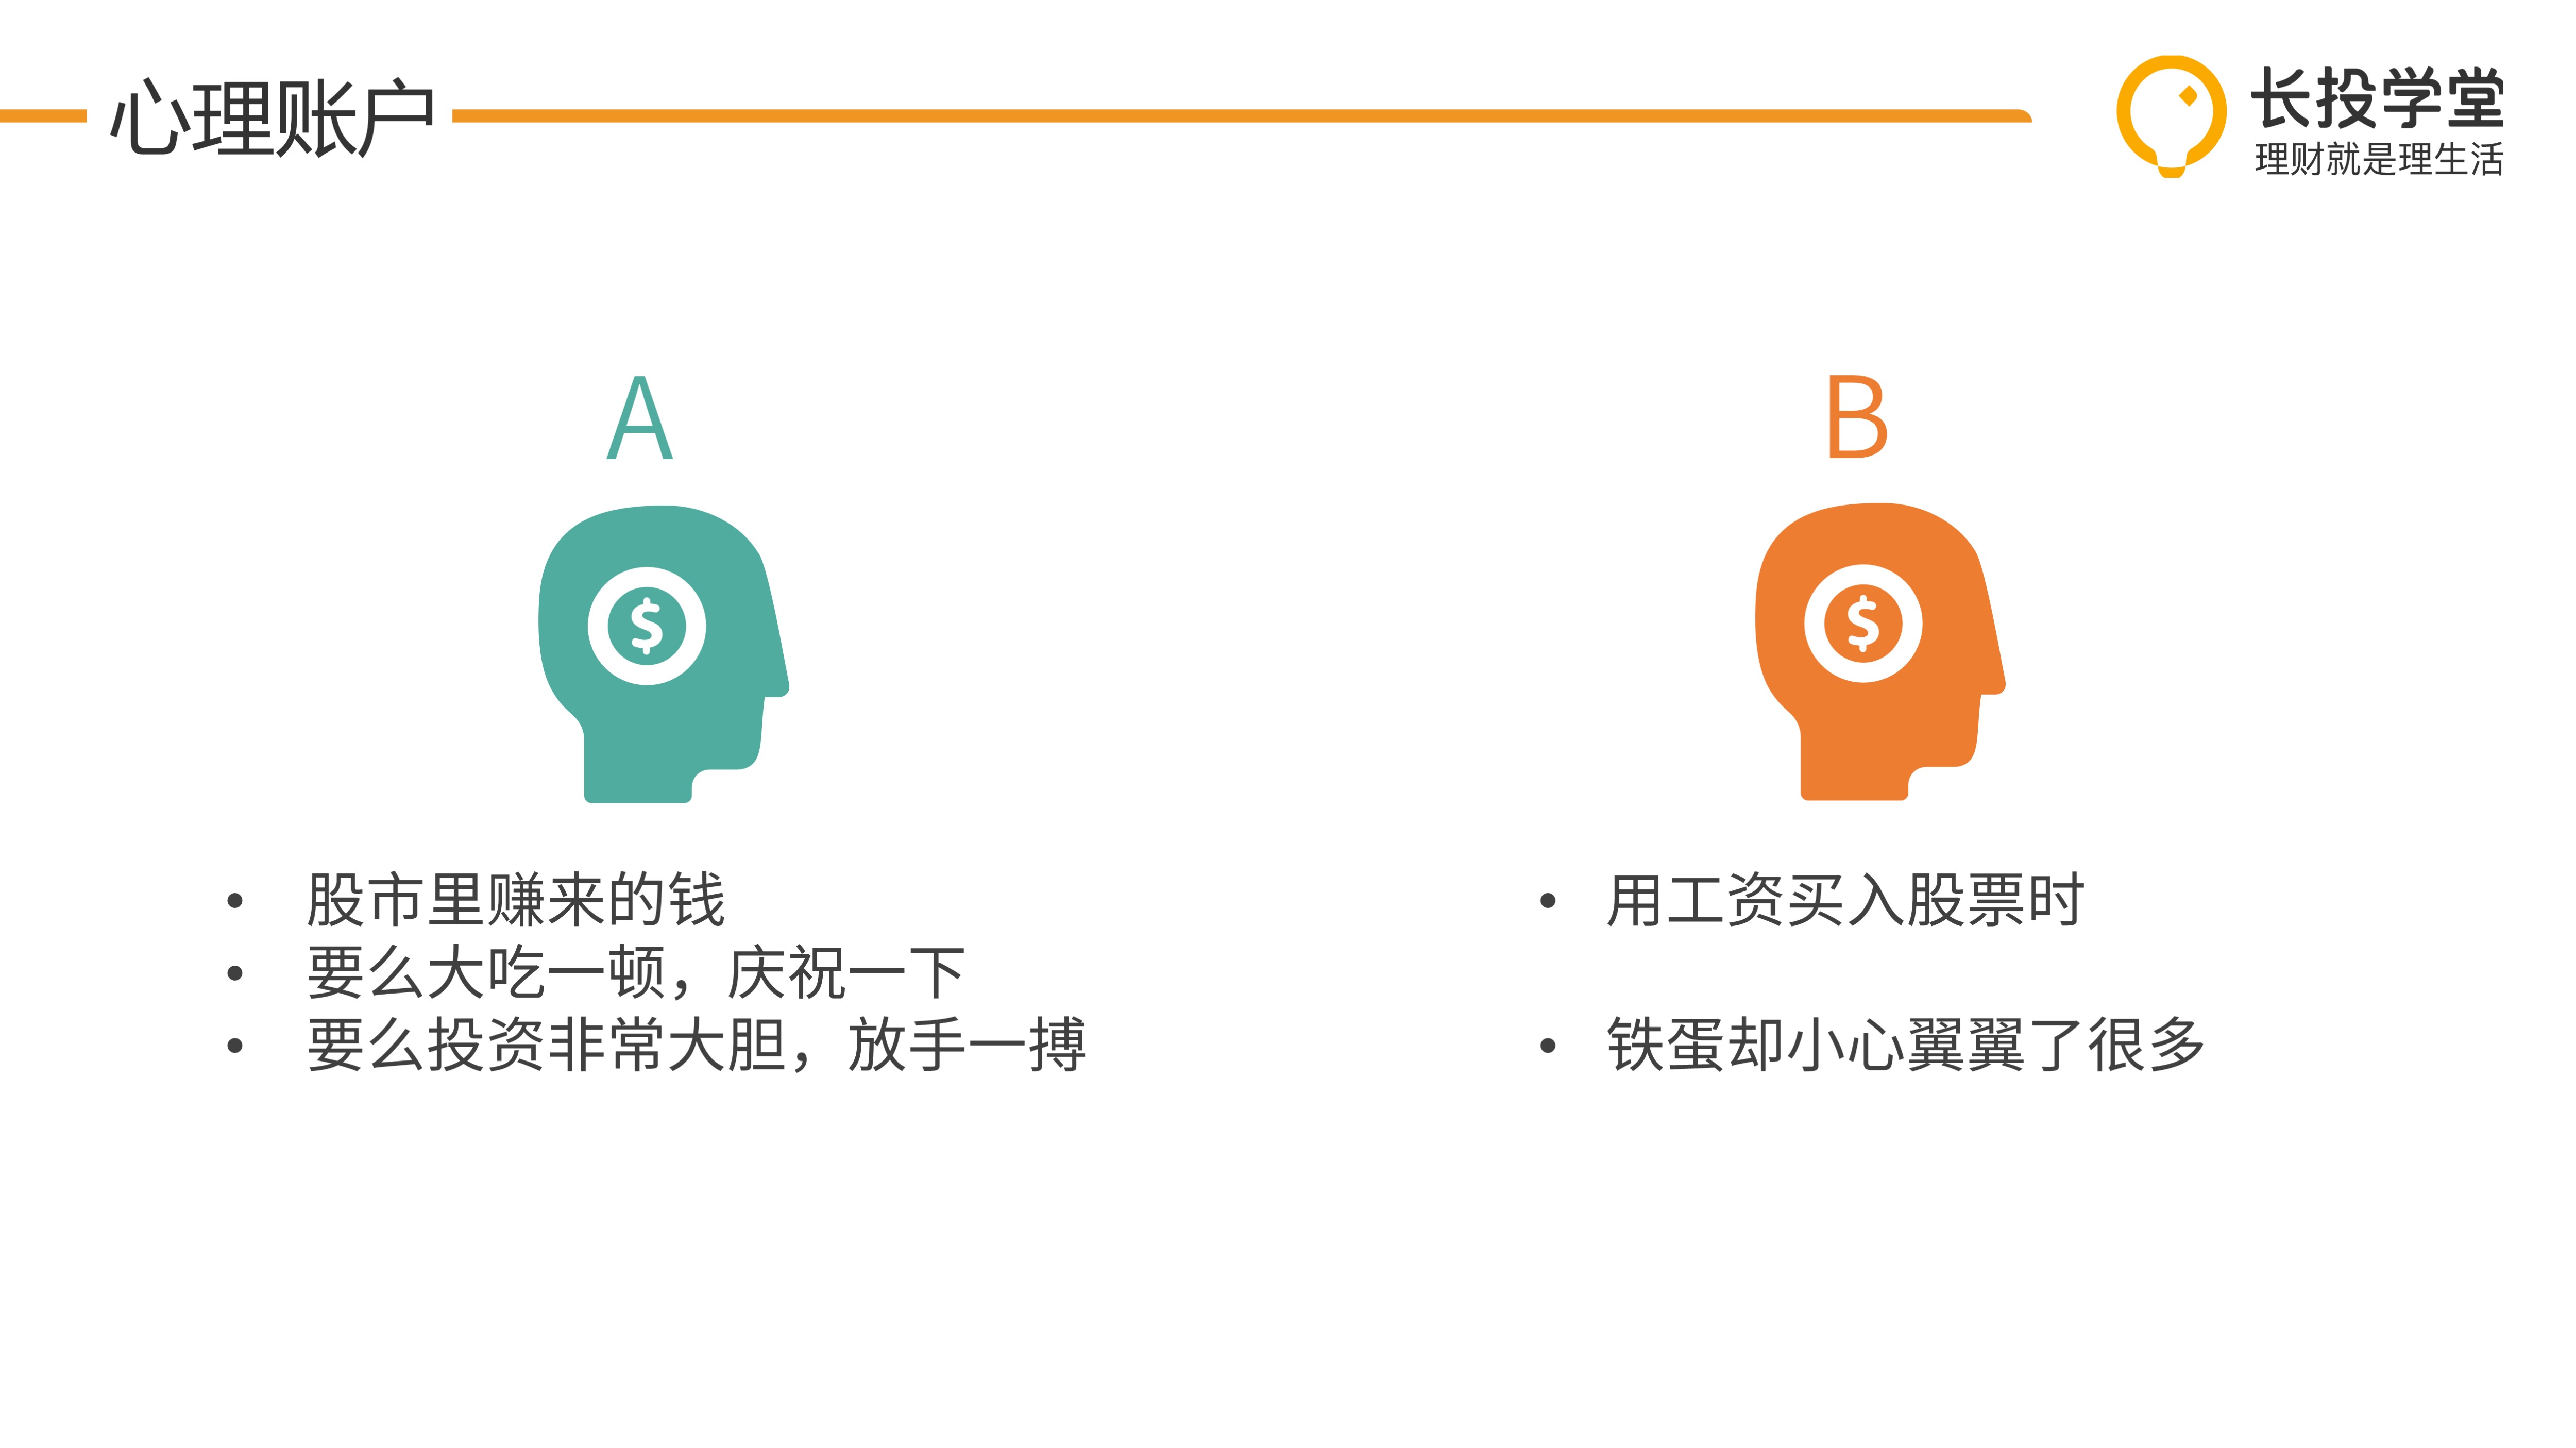 心理账户
长投学堂
理财就是理生活
A
B
$
$
• 股市里赚来的钱
• 要么大吃一顿，庆祝一下
• 要么投资非常大胆，放手一搏
• 用工资买入股票时
• 铁蛋却小心翼翼了很多